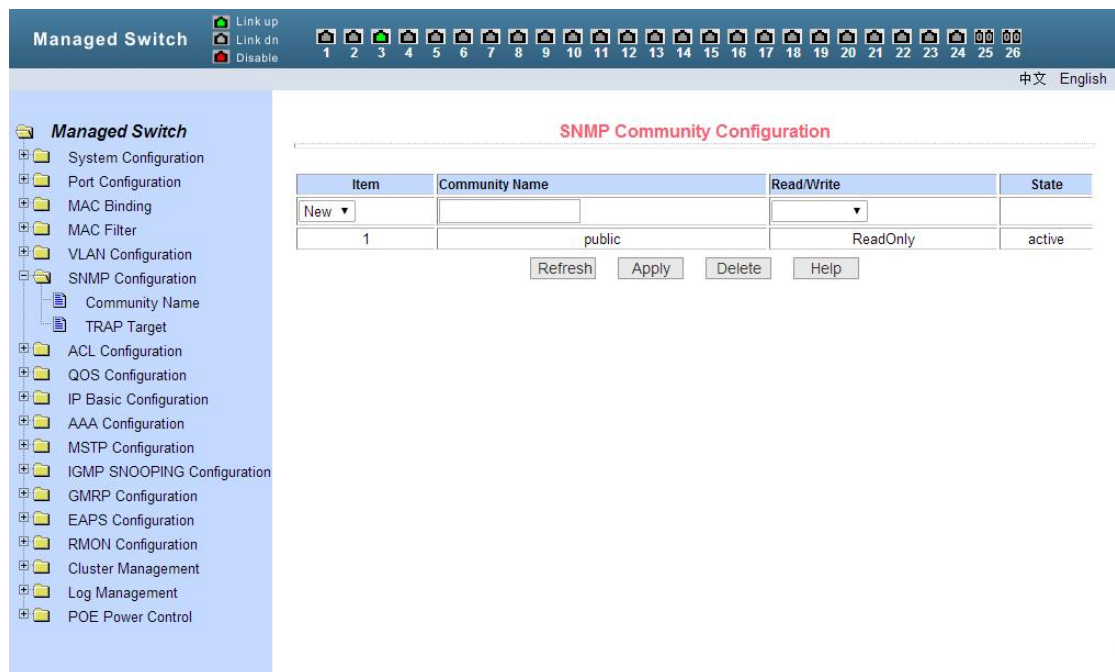 Managed Switch
Link up
Link dn
Disable
1 2 3 4 5 6 7 8 9 10 11 12 13 14 15 16 17 18 19 20 21 22 23 24 25 26
中文 English
Managed Switch
System Configuration
Port Configuration
MAC Binding
MAC Filter
VLAN Configuration
SNMP Configuration
Community Name
TRAP Target
ACL Configuration
QOS Configuration
IP Basic Configuration
AAA Configuration
MSTP Configuration
IGMP SNOOPING Configuration
GMRP Configuration
EAPS Configuration
RMON Configuration
Cluster Management
Log Management
POE Power Control
SNMP Community Configuration
Item Community Name Read/Write State
New
1 public ReadOnly active
Refresh Apply Delete Help